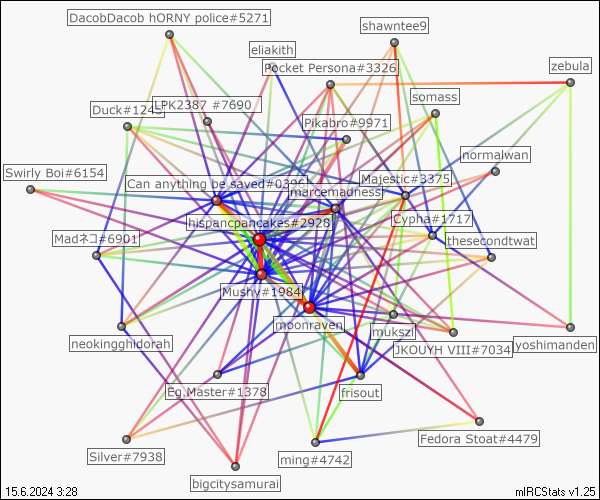 DacobDacob hORNY police#5271
shawntee9
eliakith
Pocket Persona#3326
zebula
LPK2387 #7690
somass
Duck#1245
Pikabro#9971
normalwan
Swirly Boi#6154
Can anything be saved#0396
Majestic#3375
marcemadness
hispancpancakes#2928
Cypha#1717
Madネコ#6901
thesecondtwat
Mushy#1984
moonraven
mukszi
neokingghidorah
JKOUYH VIII#7034
yoshimanden
Eg.Master#1378
frisout
Fedora Stoat#4479
Silver#7938
ming#4742
bigcitysamurai
15.6.2024 3:28
mIRCStats v1.25